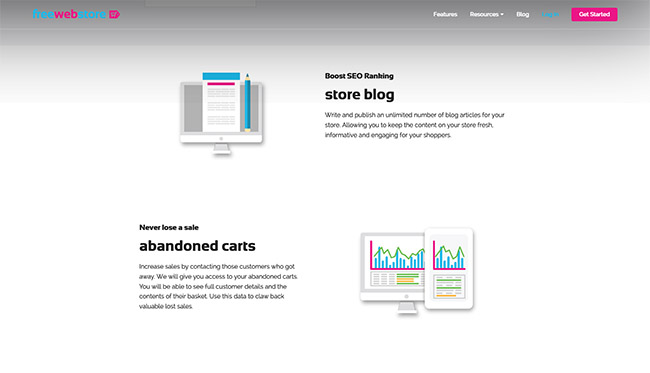 freewebstore
Features Resources Blog Log In Get Started
Boost SEO Ranking
store blog
Write and publish an unlimited number of blog articles for your
store. Allowing you to keep the content on your store fresh,
informative and engaging for your shoppers.
Never lose a sale
abandoned carts
Increase sales by contacting those customers who got
away. We will give you access to your abandoned carts.
You will be able to see full customer details and the
contents of their basket. Use this data to claw back
valuable lost sales.